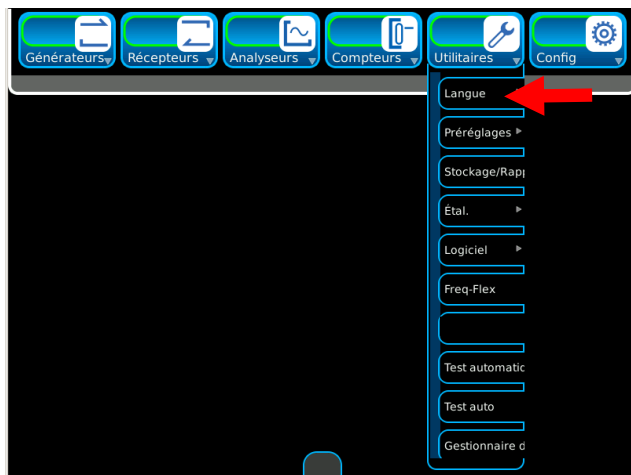 Générateurs
Récepteurs
Analyseurs
Compteurs
Utilitaires
Config
Langue
Préréglages
Stockage/Rapp
Étal.
Logiciel
Freq-Flex
Test automatic
Test auto
Gestionnaire d